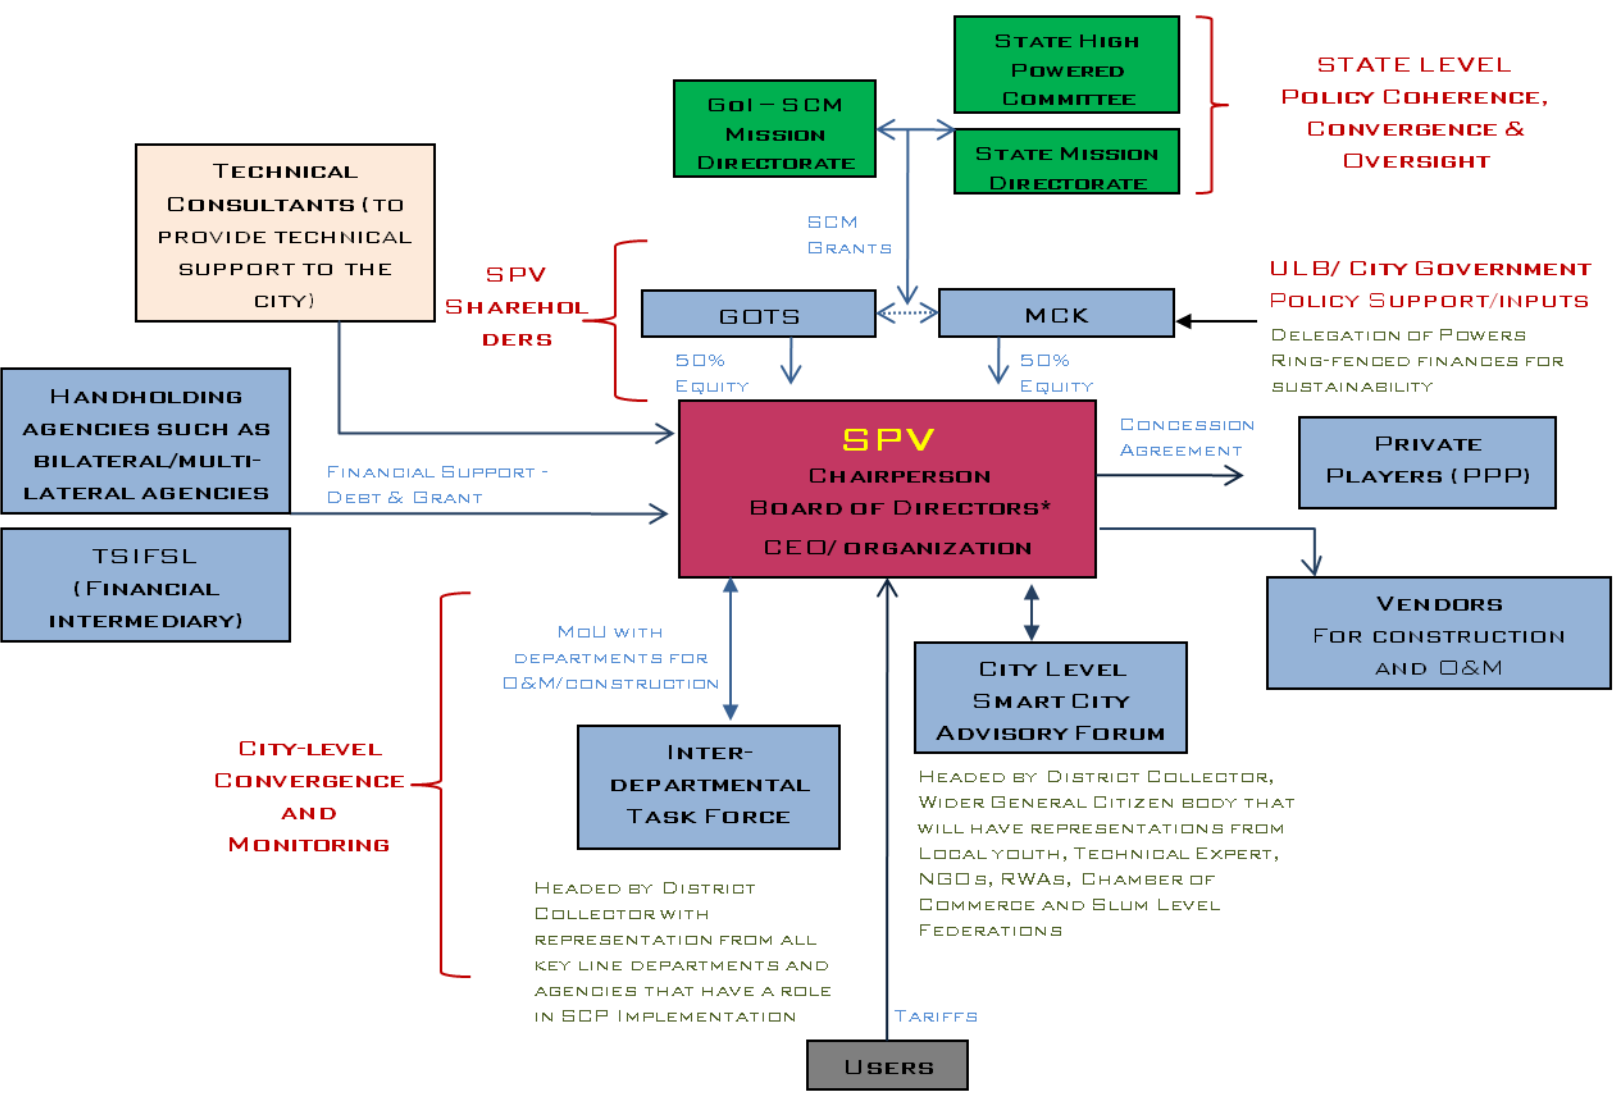 State High
Powered
Committee
GoI – SCM
Mission
Directorate
State Mission
Directorate
STATE LEVEL
Policy Coherence,
Convergence &
Oversight
Technical
Consultants (to
provide technical
support to the
city)
SCM
Grants
SPV
Sharehol
ders
GOTS
MCK
ULB/ City Government
Policy Support/inputs
Delegation of Powers
Ring-fenced finances for
sustainability
50%
Equity
50%
Equity
Handholding
agencies such as
bilateral/multi-
lateral agencies
Financial Support -
Debt & Grant
SPV
Chairperson
Board of Directors*
CEO/ organization
Concession
Agreement
Private
Players (PPP)
TSIFSL
(Financial
intermediary)
Vendors
For construction
and O&M
MoU with
departments for
O&M/construction
City Level
Smart City
Advisory Forum
City-level
Convergence
and
Monitoring
Inter-
departmental
Task Force
Headed by District Collector,
Wider General Citizen body that
will have representations from
Local youth, Technical Expert,
NGOs, RWAs, Chamber of
Commerce and Slum Level
Federations
Headed by District
Collector with
representation from all
key line departments and
agencies that have a role
in SCP Implementation
Tariffs
Users